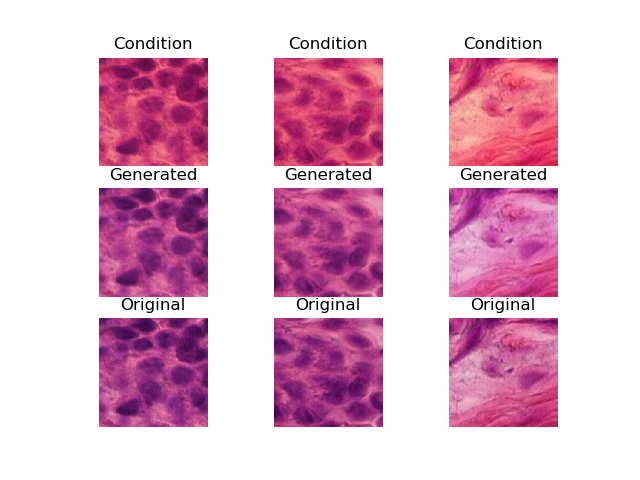 Condition Condition Condition
Generated Generated Generated
Original Original Original